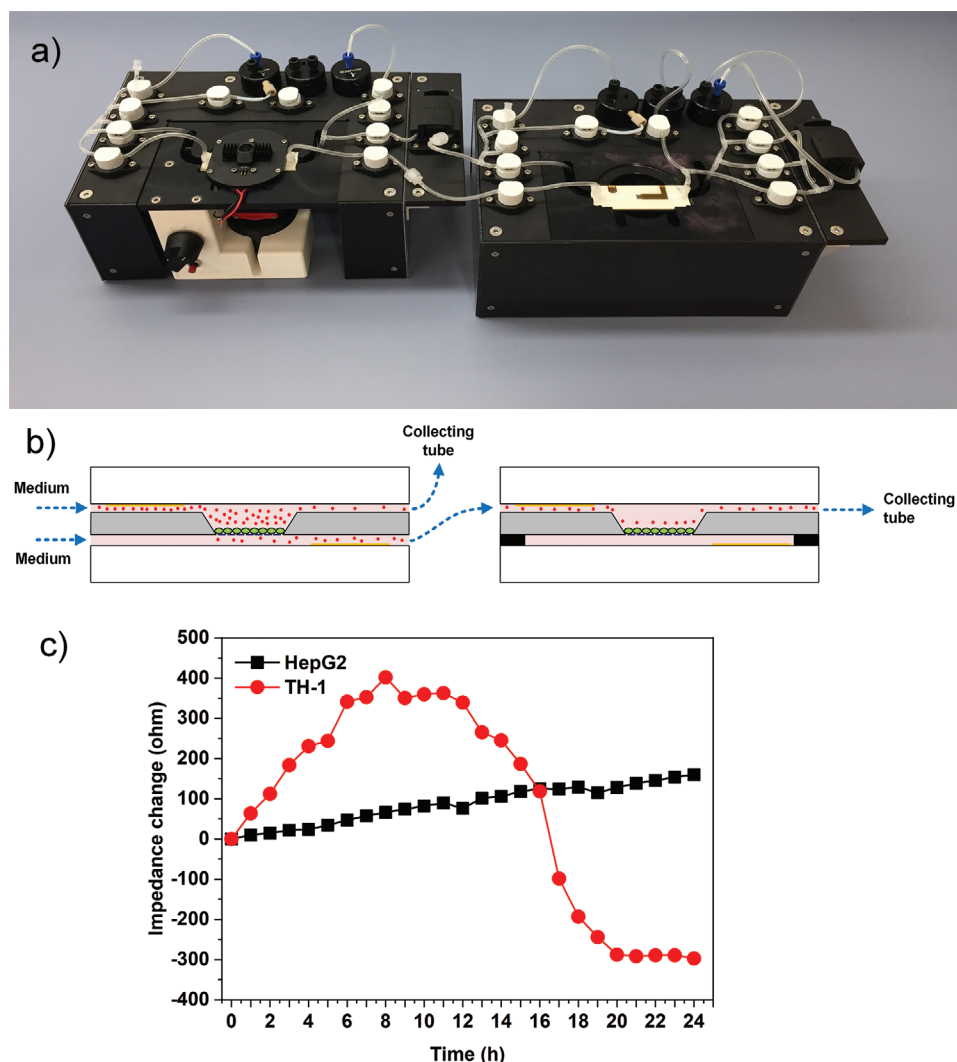 a)
b)
Collecting
tube
Medium
Medium
Collecting
tube
c)
HepG2
TH-1
Impedance change (ohm)
500
400
300
200
100
0
-100
-200
-300
-400
0 2 4 6 8 10 12 14 16 18 20 22 24
Time (h)